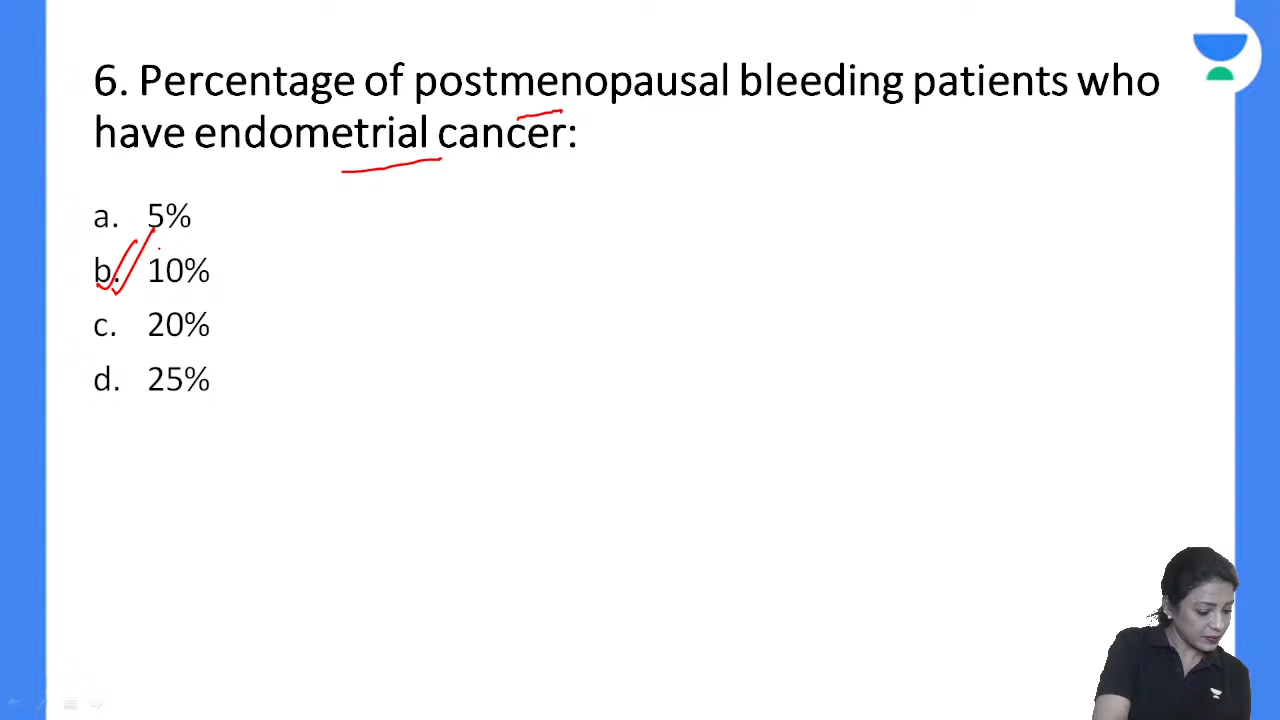 6. Percentage of postmenopausal bleeding patients who
have endometrial cancer:
a. 5%
b. 10%
c. 20%
d. 25%